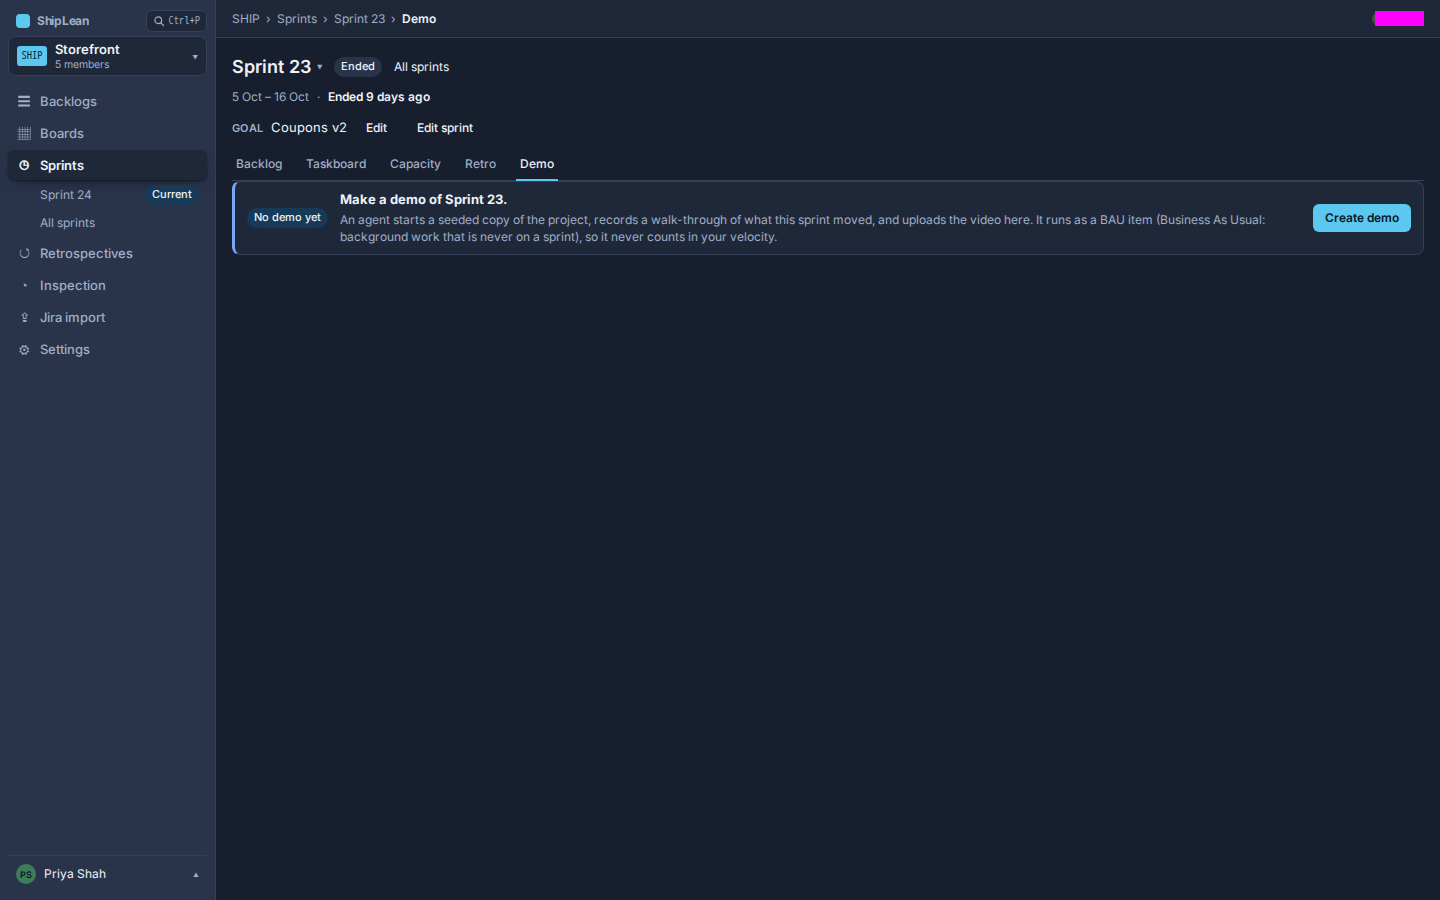 ShipLean
Ctrl+P
SHIP
Storefront
5 members
Backlogs
Boards
Sprints
Sprint 24
Current
All sprints
Retrospectives
Inspection
Jira import
Settings
Priya Shah
PS
SHIP › Sprints › Sprint 23 › Demo
Sprint 23
Ended
All sprints
5 Oct – 16 Oct · Ended 9 days ago
GOAL Coupons v2 Edit Edit sprint
Backlog Taskboard Capacity Retro Demo
No demo yet
Make a demo of Sprint 23.
An agent starts a seeded copy of the project, records a walk-through of what this sprint moved, and uploads the video here. It runs as a BAU item (Business As Usual:
background work that is never on a sprint), so it never counts in your velocity.
Create demo